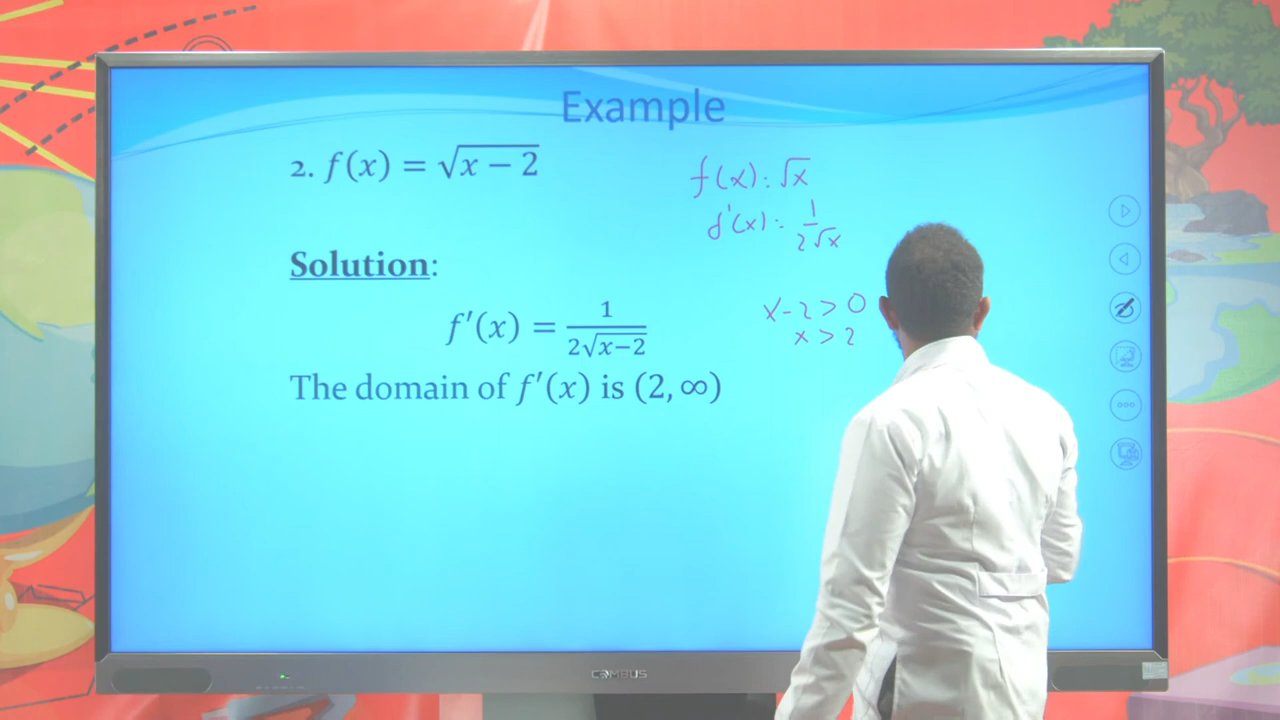 Example
2. f(x) = √(x − 2)
f(x) : √x
f'(x) : 1/(2√x)
Solution:
f′(x) = 1/(2√(x−2))
x - 2 > 0
x > 2
The domain of f′(x) is (2, ∞)
COMBUS